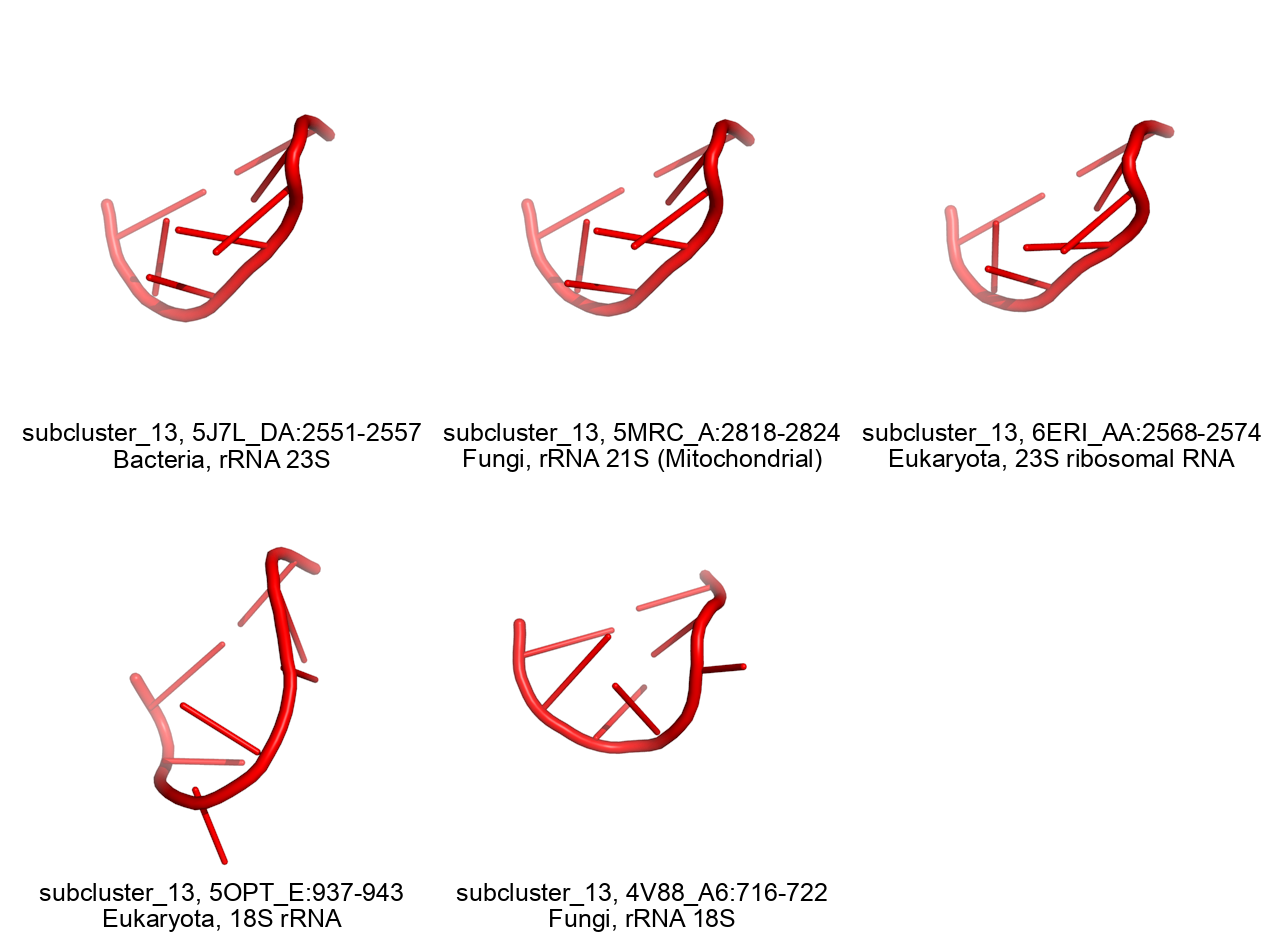 subcluster_13, 5J7L_DA:2551-2557
Bacteria, rRNA 23S
subcluster_13, 5MRC_A:2818-2824
Fungi, rRNA 21S (Mitochondrial)
subcluster_13, 6ERI_AA:2568-2574
Eukaryota, 23S ribosomal RNA
subcluster_13, 5OPT_E:937-943
Eukaryota, 18S rRNA
subcluster_13, 4V88_A6:716-722
Fungi, rRNA 18S